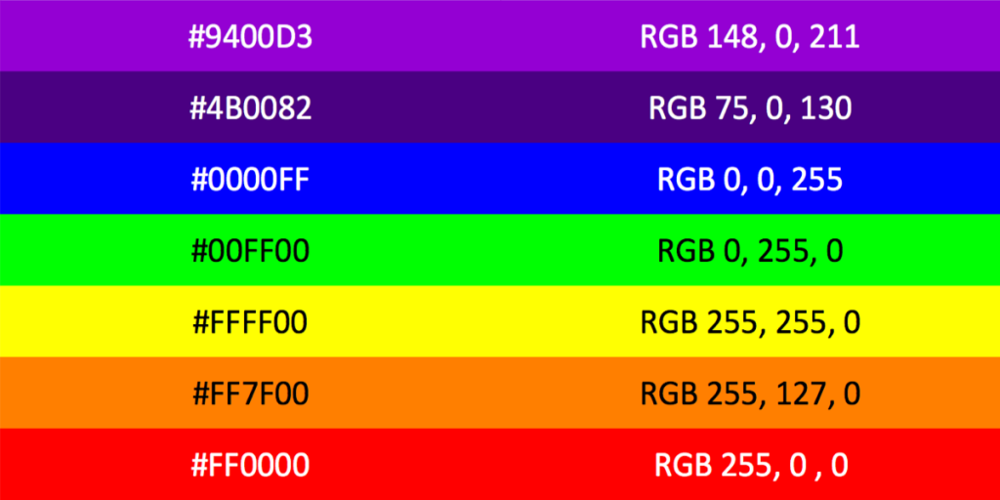 #9400D3 RGB 148, 0, 211
#4B0082 RGB 75, 0, 130
#0000FF RGB 0, 0, 255
#00FF00 RGB 0, 255, 0
#FFFF00 RGB 255, 255, 0
#FF7F00 RGB 255, 127, 0
#FF0000 RGB 255, 0 , 0